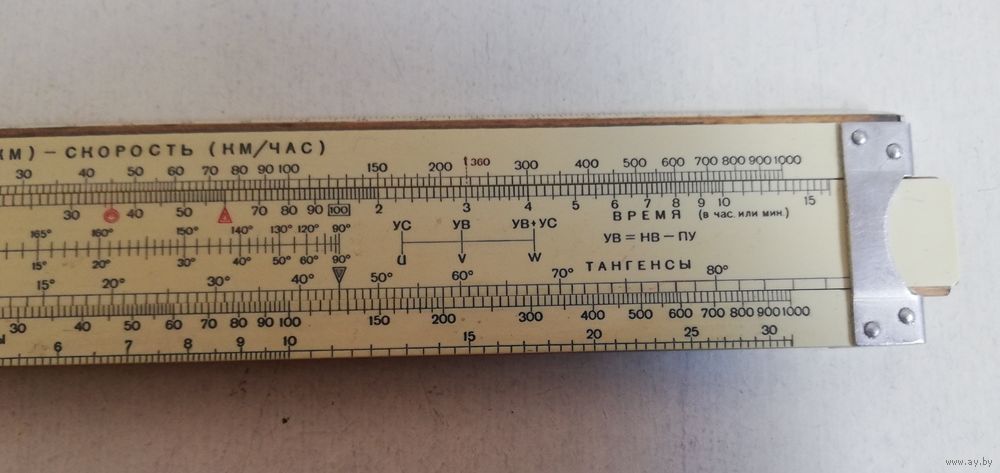 КМ) – СКОРОСТЬ (КМ/ЧАС)
30 40 50 60 70 80 90 100 150 200 360 300 400 500 600 700 800 900 1000
30 40 50 70 80 90 100 2 3 4 5 6 7 8 9 10 15
УС УВ УВ+УС ВРЕМЯ (в час. или мин.)
165° 160° 150° 140° 130° 120° 90°
УВ = НВ – ПУ
15° 20° 30° 40° 50° 60° 90° U V W
ТАНГЕНСЫ
15° 20° 30° 40° 50° 60° 70° 80°
30 40 50 60 70 80 90 100 150 200 300 400 500 600 700 800 900 1000
Ы 6 7 8 9 10 15 20 25 30
www.ay.by